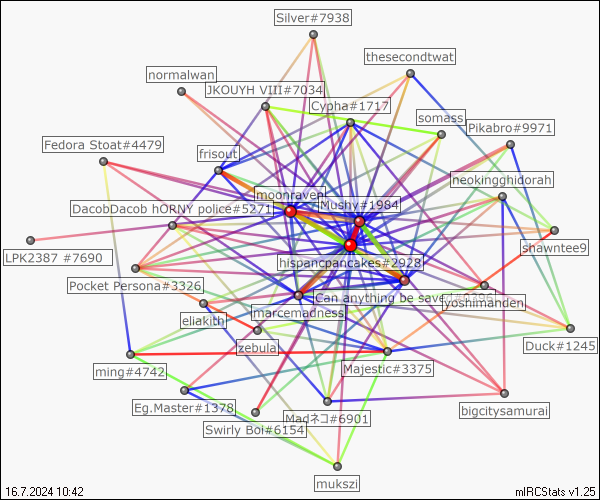 Silver#7938
thesecondtwat
normalwan
JKOUYH VIII#7034
Cypha#1717
somass
Pikabro#9971
Fedora Stoat#4479
frisout
neokingghidorah
moonraven
Mushy#1984
DacobDacob hORNY police#5271
shawntee9
LPK2387 #7690
hispancpancakes#2928
Pocket Persona#3326
Can anything be saved
yoshimanden
marcemadness
eliakith
zebula
Duck#1245
ming#4742
Majestic#3375
Eg.Master#1378
Madネコ#6901
bigcitysamurai
Swirly Boi#6154
mukszi
16.7.2024 10:42
mIRCStats v1.25